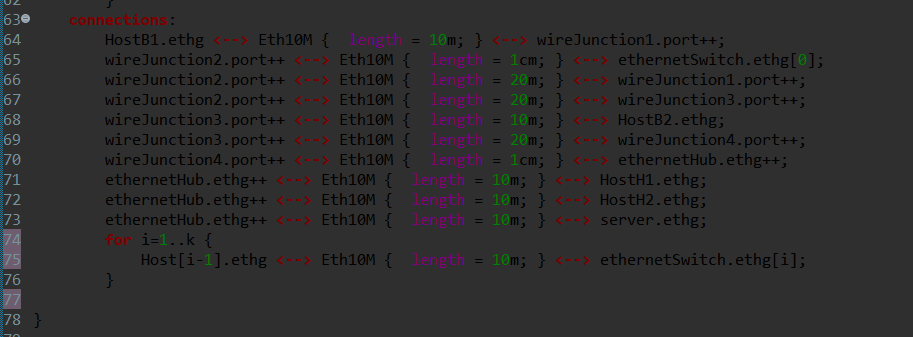 62 }
63 connections:
64 HostB1.ethg <--> Eth10M { length = 10m; } <--> wireJunction1.port++;
65 wireJunction2.port++ <--> Eth10M { length = 1cm; } <--> ethernetSwitch.ethg[0];
66 wireJunction2.port++ <--> Eth10M { length = 20m; } <--> wireJunction1.port++;
67 wireJunction2.port++ <--> Eth10M { length = 20m; } <--> wireJunction3.port++;
68 wireJunction3.port++ <--> Eth10M { length = 10m; } <--> HostB2.ethg;
69 wireJunction3.port++ <--> Eth10M { length = 20m; } <--> wireJunction4.port++;
70 wireJunction4.port++ <--> Eth10M { length = 1cm; } <--> ethernetHub.ethg++;
71 ethernetHub.ethg++ <--> Eth10M { length = 10m; } <--> HostH1.ethg;
72 ethernetHub.ethg++ <--> Eth10M { length = 10m; } <--> HostH2.ethg;
73 ethernetHub.ethg++ <--> Eth10M { length = 10m; } <--> server.ethg;
74 for i=1..k {
75 Host[i-1].ethg <--> Eth10M { length = 10m; } <--> ethernetSwitch.ethg[i];
76 }
77
78 }